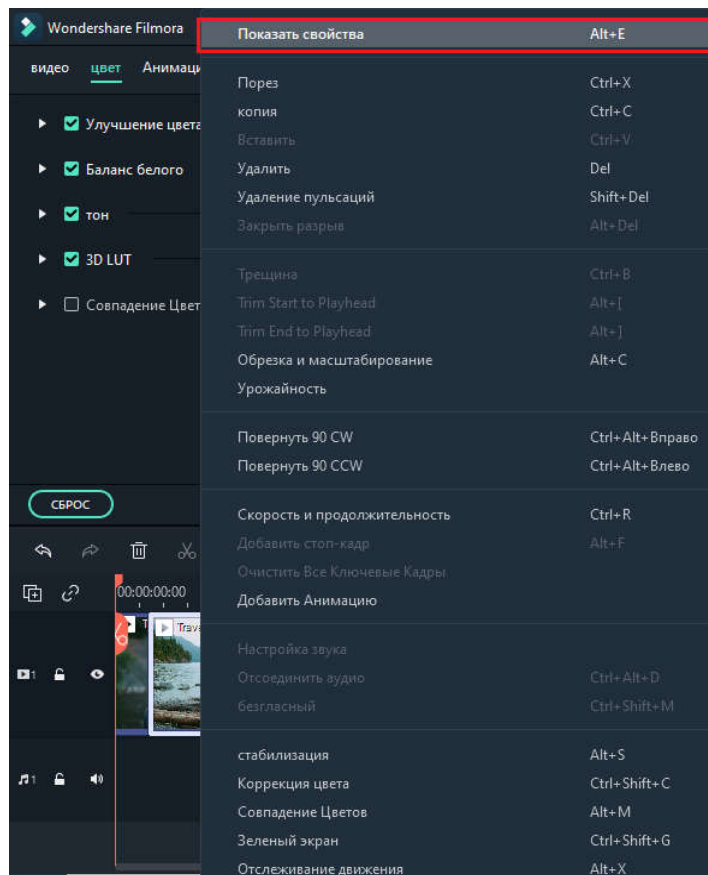 Wondershare Filmora
видео цвет Анимаци
Улучшение цвета
Баланс белого
тон
3D LUT
Совпадение Цвет
СБРОС
00:00:00:00
Trave
1
1
Показать свойства Alt+E
Порез Ctrl+X
копия Ctrl+C
Вставить Ctrl+V
Удалить Del
Удаление пульсаций Shift+Del
Закрыть разрыв Alt+Del
Трещина Ctrl+B
Trim Start to Playhead Alt+[
Trim End to Playhead Alt+]
Обрезка и масштабирование Alt+C
Урожайность
Повернуть 90 CW Ctrl+Alt+Вправо
Повернуть 90 CCW Ctrl+Alt+Влево
Скорость и продолжительность Ctrl+R
Добавить стоп-кадр Alt+F
Очистить Все Ключевые Кадры
Добавить Анимацию
Настройка звука
Отсоединить аудио Ctrl+Alt+D
безгласный Ctrl+Shift+M
стабилизация Alt+S
Коррекция цвета Ctrl+Shift+C
Совпадение Цветов Alt+M
Зеленый экран Ctrl+Shift+G
Отслеживание движения Alt+X